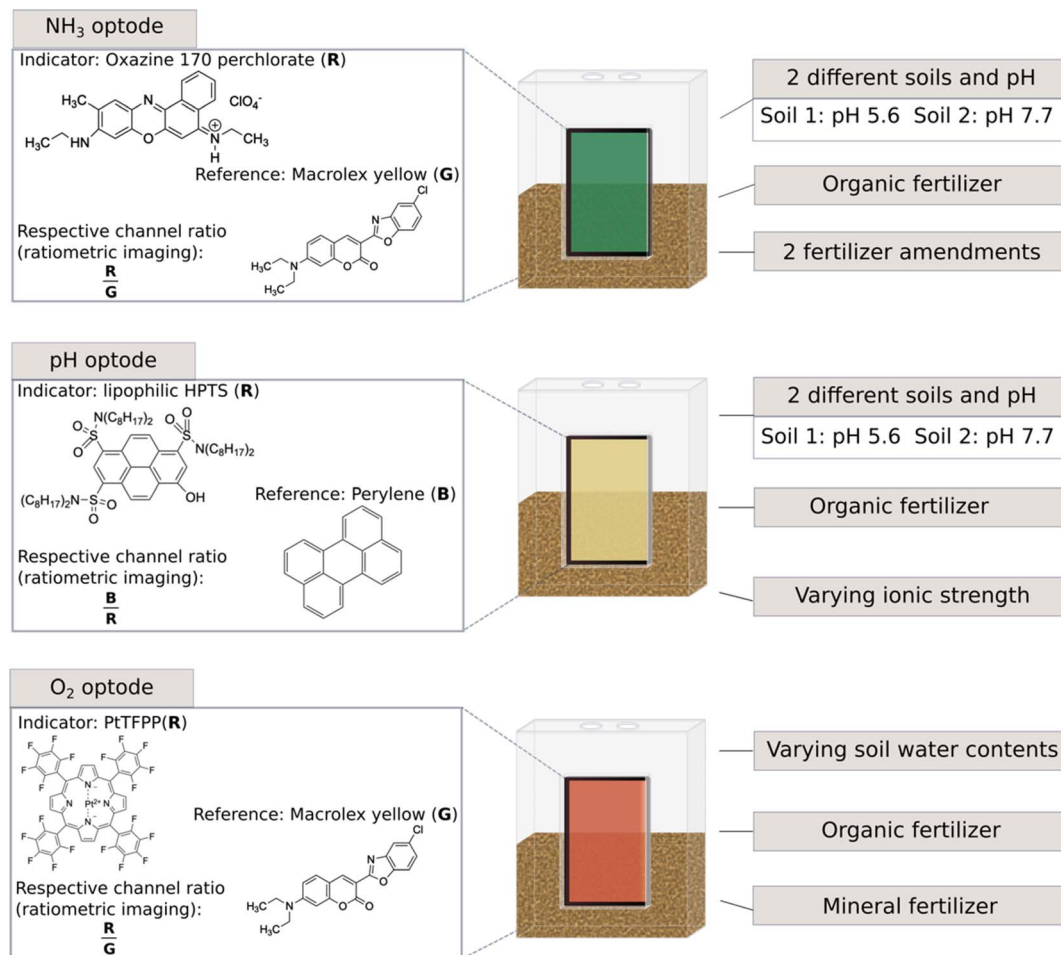 NH₃ optode
Indicator: Oxazine 170 perchlorate (R)
CH₃C
N
ClO₄⁻
HN
O
N
H
CH₃
H₃C
Reference: Macrolex yellow (G)
Cl
N
O
N
O
O
H₃C
H₃C
Respective channel ratio
(ratiometric imaging):
R
G
2 different soils and pH
Soil 1: pH 5.6 Soil 2: pH 7.7
Organic fertilizer
2 fertilizer amendments
pH optode
Indicator: lipophilic HPTS (R)
N(C₈H₁₇)₂
O
S
O
O
S
O
N(C₈H₁₇)₂
(C₈H₁₇)₂N
S
O
O
OH
Reference: Perylene (B)
Respective channel ratio
(ratiometric imaging):
B
R
2 different soils and pH
Soil 1: pH 5.6 Soil 2: pH 7.7
Organic fertilizer
Varying ionic strength
O₂ optode
Indicator: PtTFPP(R)
F F F F F
F F F F F
N⁻
N Pt²⁺ N
N⁻
F F F F F
F F F F F
Reference: Macrolex yellow (G)
Cl
N
O
N
O
O
H₃C
H₃C
Respective channel ratio
(ratiometric imaging):
R
G
Varying soil water contents
Organic fertilizer
Mineral fertilizer